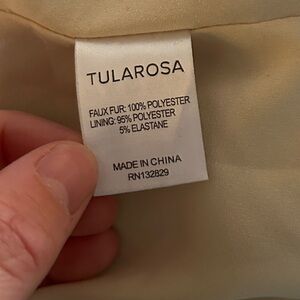 TULAROSA
FAUX FUR: 100% POLYESTER
LINING: 95% POLYESTER
5% ELASTANE
MADE IN CHINA
RN132829